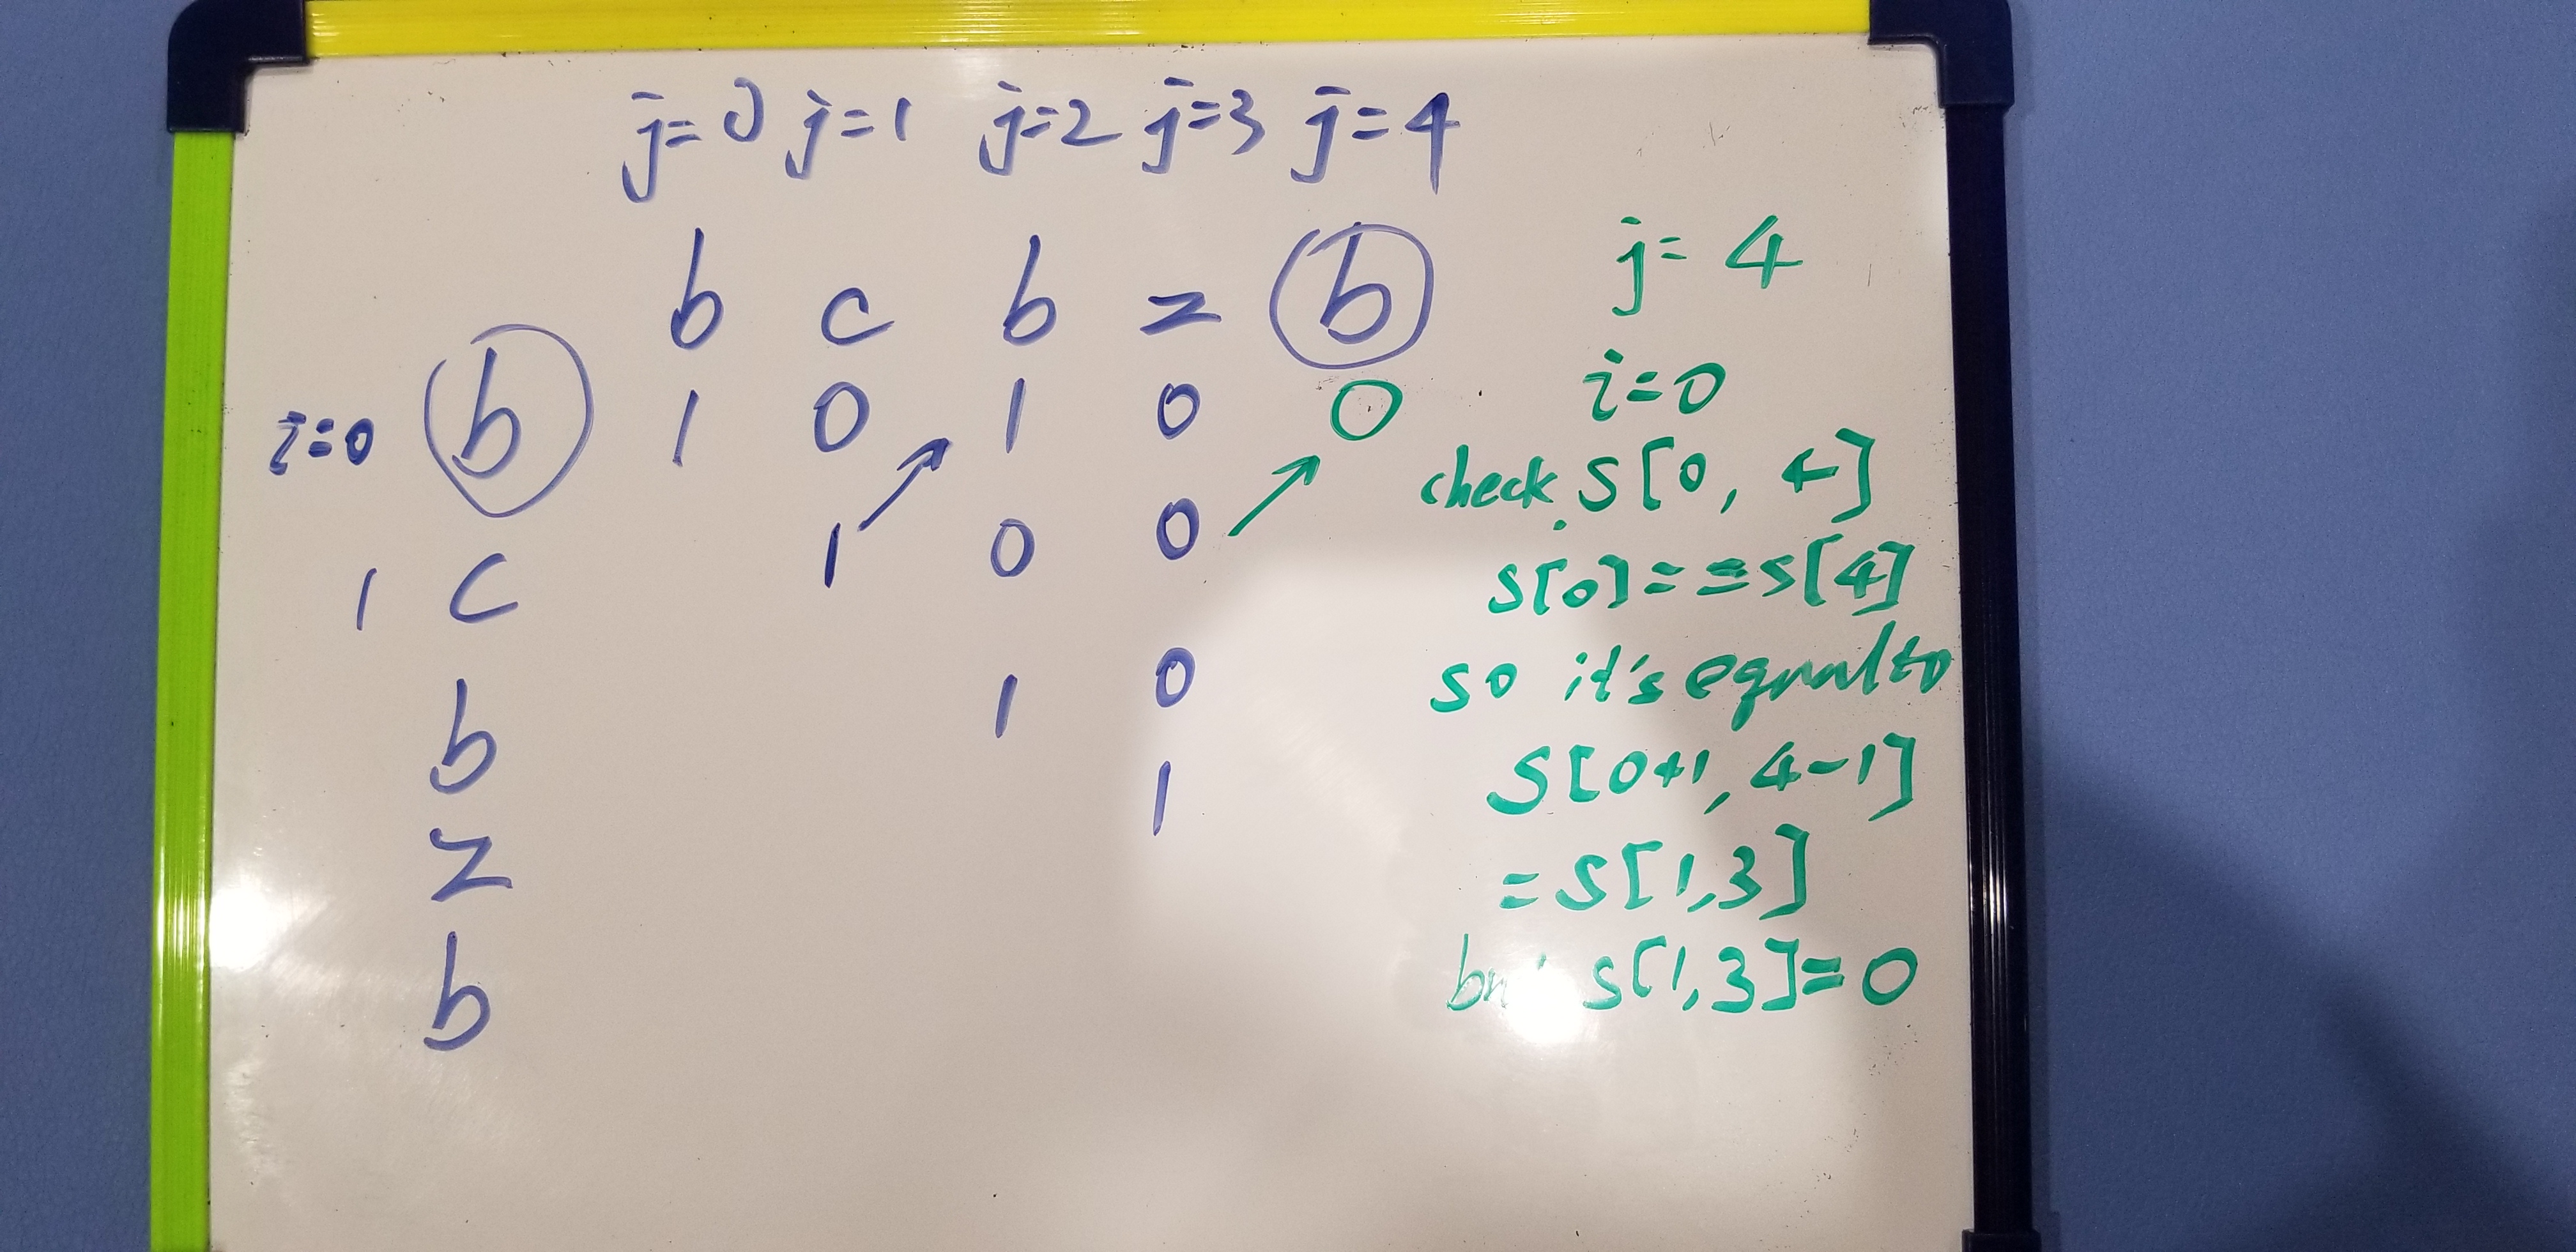 j=0 j=1 j=2 j=3 j=4
b c b z b
i=0 b 1 0 1 0 0
1 c 1 0 0
b 1 0
z 1
b
j=4
i=0
check S[0, 4]
S[0]==S[4]
so it's equal to
S[0+1, 4-1]
=S[1,3]
S[1,3]=0